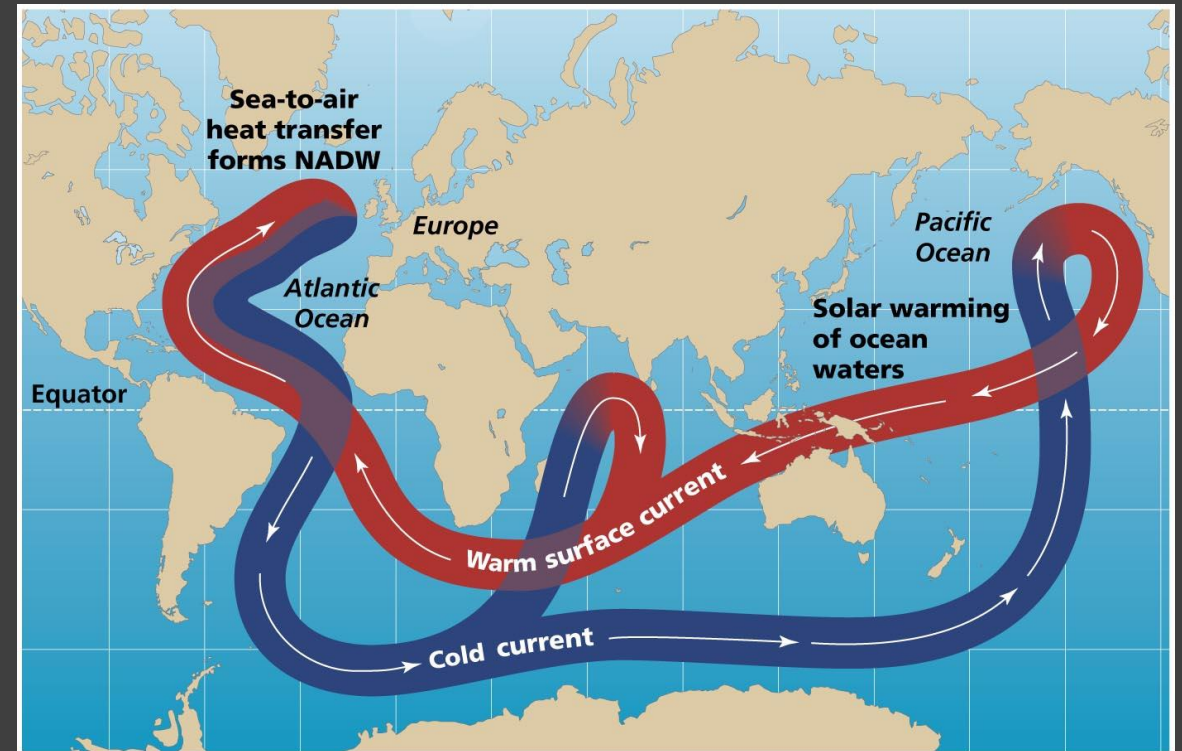 Sea-to-air
heat transfer
forms NADW
Europe
Pacific
Ocean
Atlantic
Ocean
Solar warming
of ocean
waters
Equator
Warm surface current
Cold current